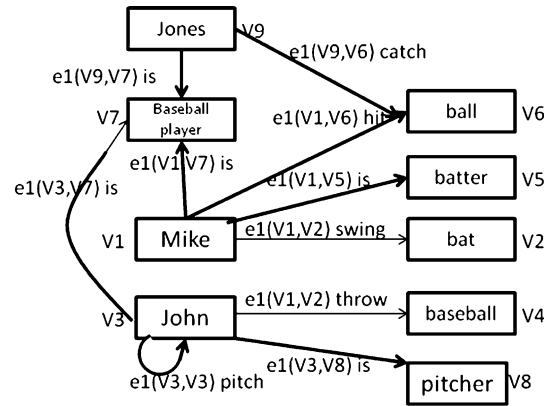 Jones V9
e1(V9,V6) catch
e1(V9,V7) is
V7 Baseball
player
e1(V1,V6) hit
ball V6
e1(V1,V7) is
e1(V3,V7) is
e1(V1,V5) is
batter V5
V1 Mike
e1(V1,V2) swing
bat V2
V3 John
e1(V1,V2) throw
baseball V4
e1(V3,V8) is
e1(V3,V3) pitch
pitcher V8